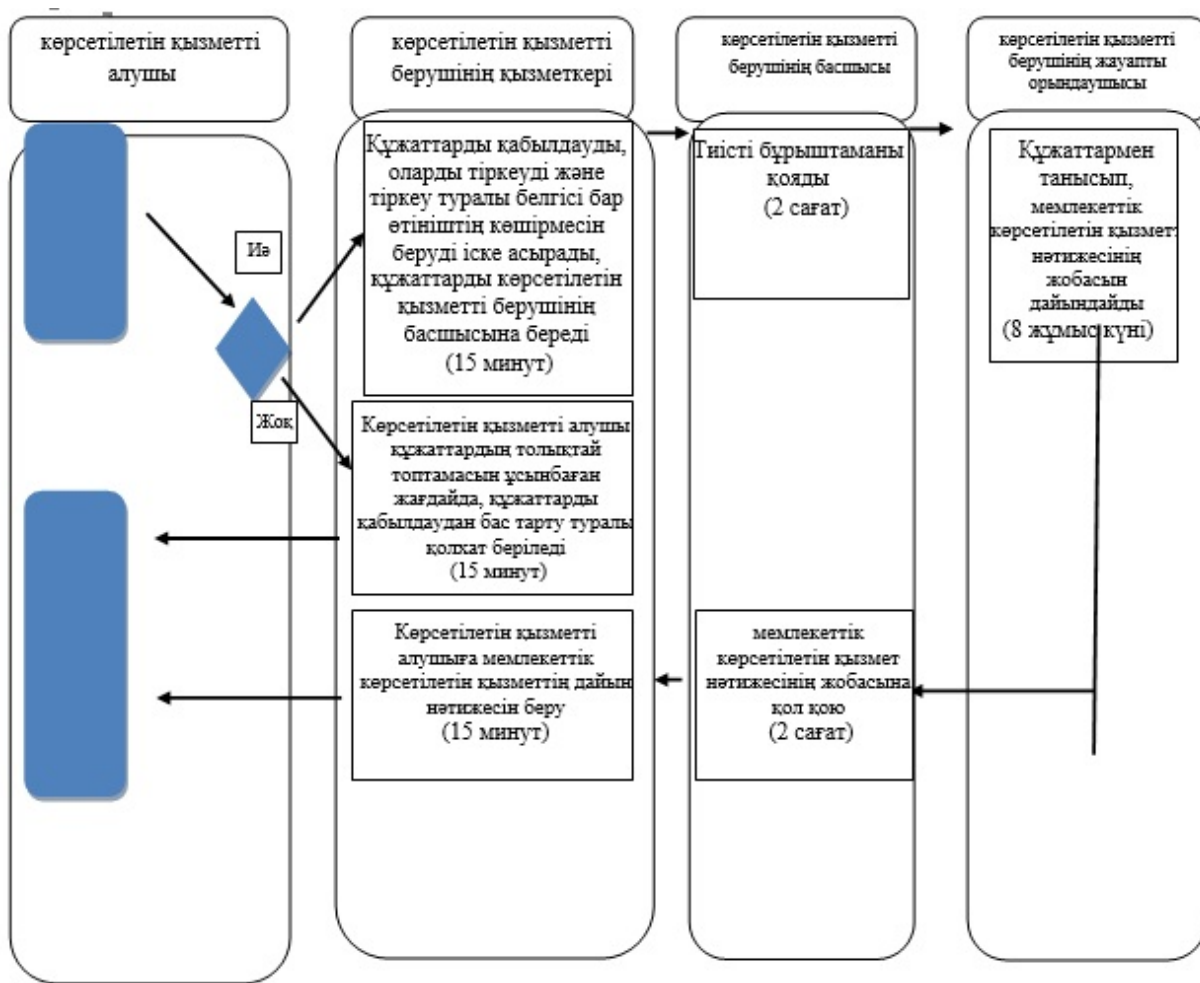 көрсетілетін қызметті
алушы
көрсетілетін қызметті
берушінің қызметкері
көрсетілетін қызметті
берушінің басшысы
көрсетілетін қызметті
берушінің жауапты
орындаушысы
Құжаттарды қабылдауды,
оларды тіркеуді және
тіркеу туралы белгісі бар
өтініштің көшірмесін
беруді іске асырады,
құжаттарды көрсетілетін
қызметті берушінің
басшысына береді
(15 минут)
Тиісті бұрыштаманы
қояды
(2 сағат)
Құжаттармен
танысып,
мемлекеттік
көрсетілетін қызмет
нәтижесінің
жобасын
дайындайды
(8 жұмыс күні)
Иә
Жоқ
Көрсетілетін қызметті алушы
құжаттардың толықтай
топтамасын ұсынбаған
жағдайда, құжаттарды
қабылдаудан бас тарту туралы
қолхат беріледі
(15 минут)
Көрсетілетін қызметті
алушыға мемлекеттік
көрсетілетін қызметтің дайын
нәтижесін беру
(15 минут)
мемлекеттік
көрсетілетін қызмет
нәтижесінің жобасына
қол қою
(2 сағат)